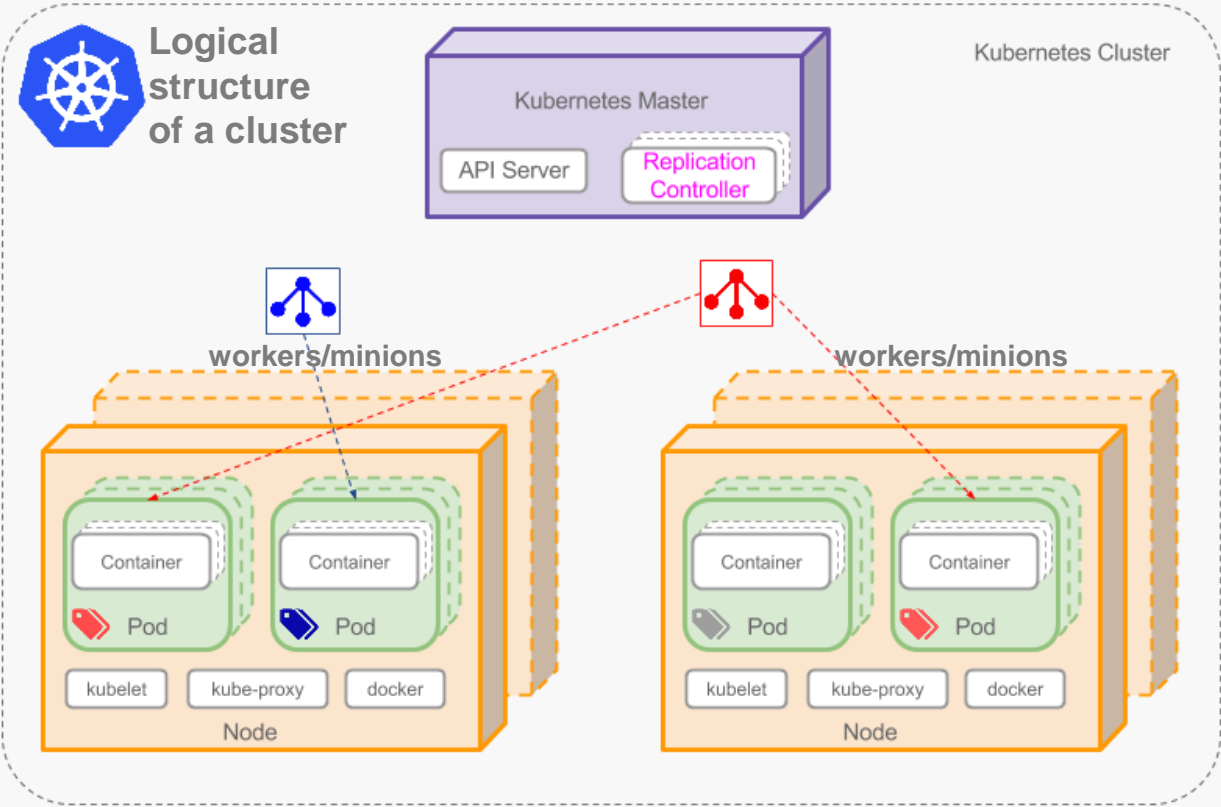 Logical
structure
of a cluster
Kubernetes Cluster
Kubernetes Master
API Server
Replication
Controller
workers/minions
workers/minions
Container
Container
Pod
Pod
kubelet
kube-proxy
docker
Node
Container
Container
Pod
Pod
kubelet
kube-proxy
docker
Node